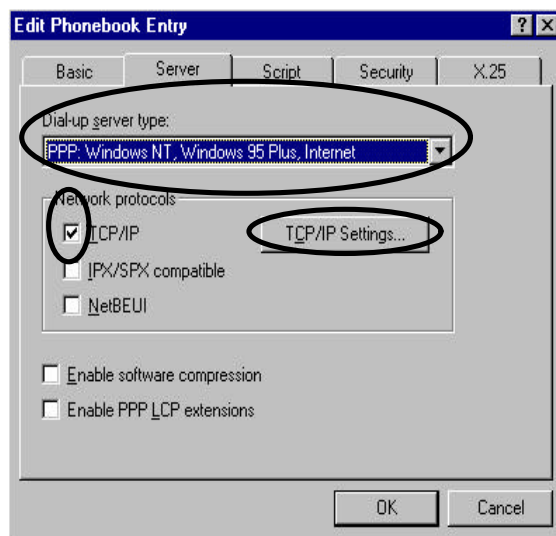 Edit Phonebook Entry
Basic Server Script Security X.25
Dial-up server type:
PPP: Windows NT, Windows 95 Plus, Internet
Network protocols
TCP/IP TCP/IP Settings...
IPX/SPX compatible
NetBEUI
Enable software compression
Enable PPP LCP extensions
OK Cancel